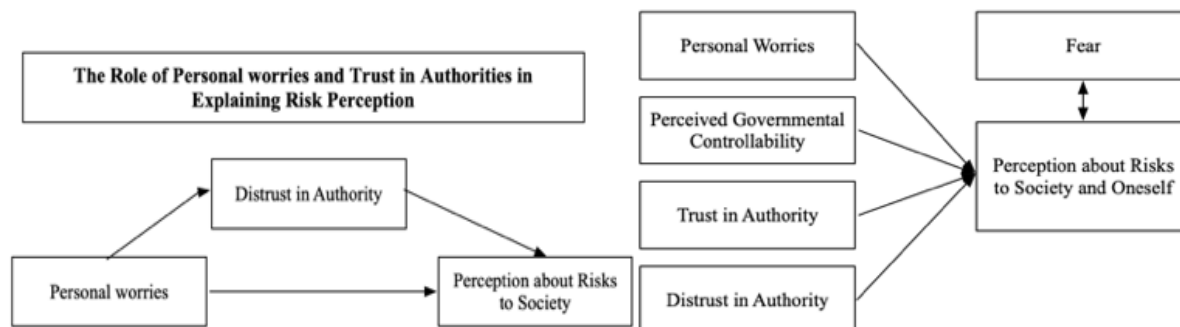 The Role of Personal worries and Trust in Authorities in
Explaining Risk Perception
Distrust in Authority
Personal worries
Perception about Risks
to Society
Personal Worries
Perceived Governmental
Controllability
Trust in Authority
Distrust in Authority
Fear
Perception about Risks
to Society and Oneself